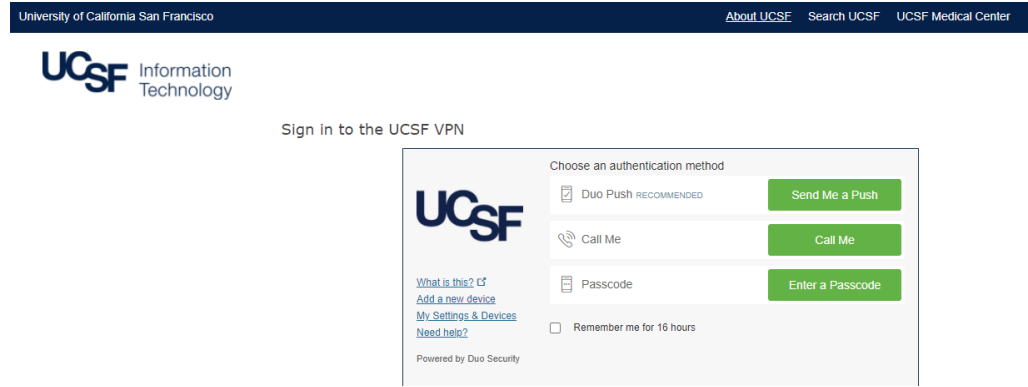 University of California San Francisco
About UCSF Search UCSF UCSF Medical Center
UCSF Information
Technology
Sign in to the UCSF VPN
UCSF
What is this?
Add a new device
My Settings & Devices
Need help?
Powered by Duo Security
Choose an authentication method
Duo Push RECOMMENDED Send Me a Push
Call Me Call Me
Passcode Enter a Passcode
Remember me for 16 hours